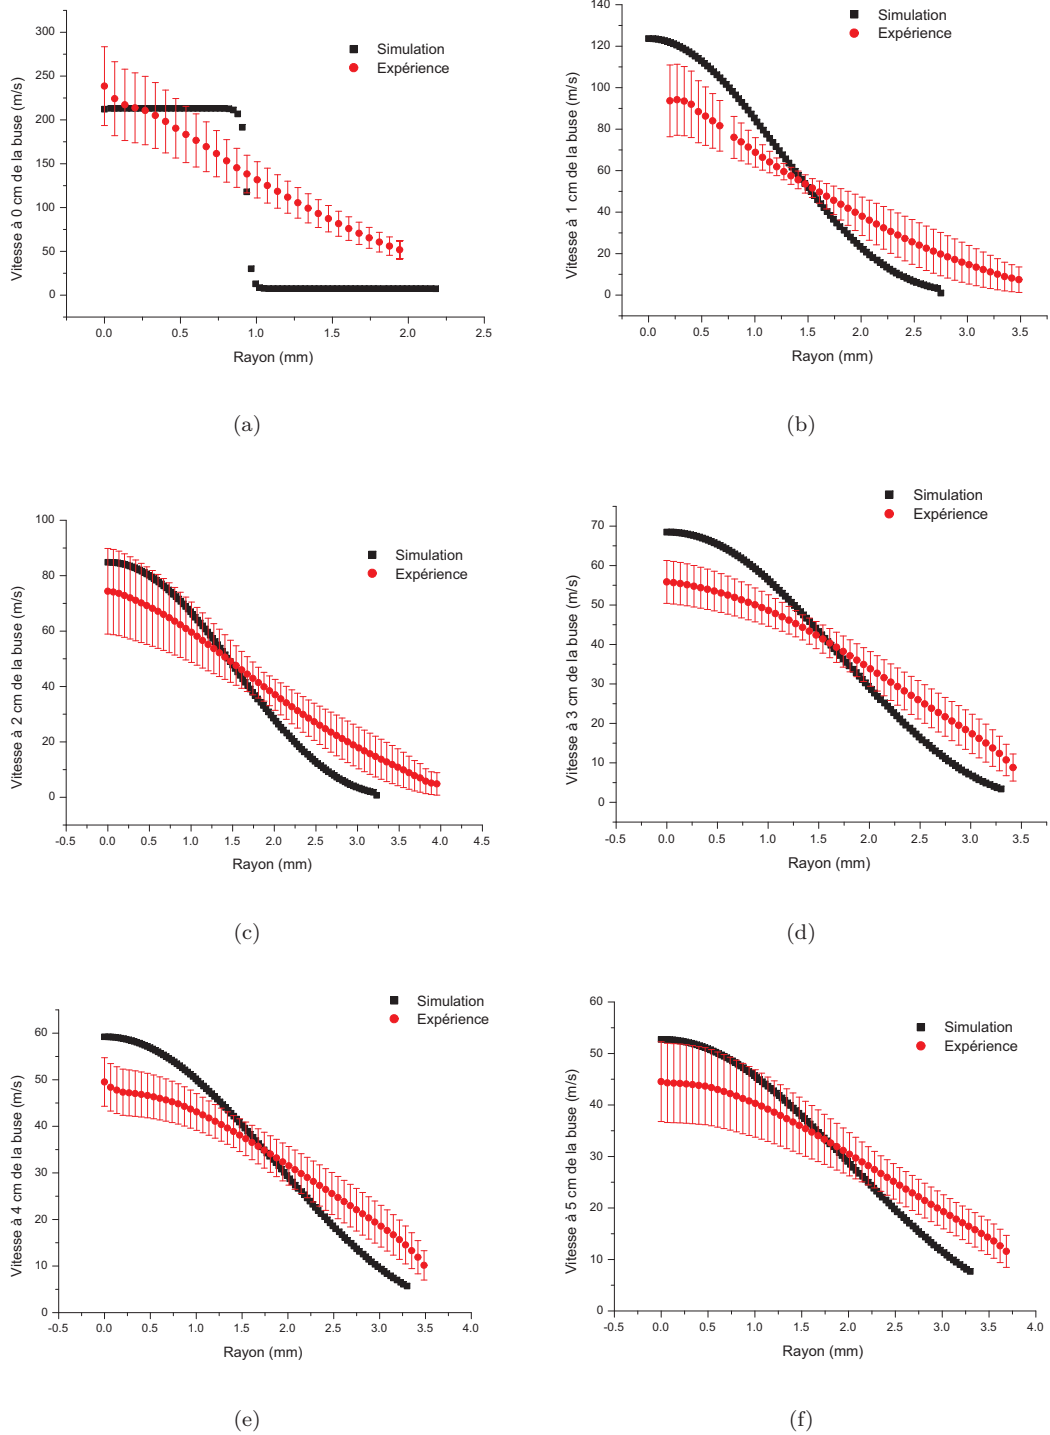 Vitesse à 0 cm de la buse (m/s)
300
250
200
150
100
50
0
0.0 0.5 1.0 1.5 2.0 2.5
Rayon (mm)
Simulation
Expérience
(a)
Vitesse à 1 cm de la buse (m/s)
140
120
100
80
60
40
20
0
0.0 0.5 1.0 1.5 2.0 2.5 3.0 3.5
Rayon (mm)
Simulation
Expérience
(b)
Vitesse à 2 cm de la buse (m/s)
100
80
60
40
20
0
-0.5 0.0 0.5 1.0 1.5 2.0 2.5 3.0 3.5 4.0 4.5
Rayon (mm)
Simulation
Expérience
(c)
Vitesse à 3 cm de la buse (m/s)
70
60
50
40
30
20
10
0
-0.5 0.0 0.5 1.0 1.5 2.0 2.5 3.0 3.5
Rayon (mm)
Simulation
Expérience
(d)
Vitesse à 4 cm de la buse (m/s)
60
50
40
30
20
10
0
-0.5 0.0 0.5 1.0 1.5 2.0 2.5 3.0 3.5 4.0
Rayon (mm)
Simulation
Expérience
(e)
Vitesse à 5 cm de la buse (m/s)
60
50
40
30
20
10
0
-0.5 0.0 0.5 1.0 1.5 2.0 2.5 3.0 3.5 4.0
Rayon (mm)
Simulation
Expérience
(f)